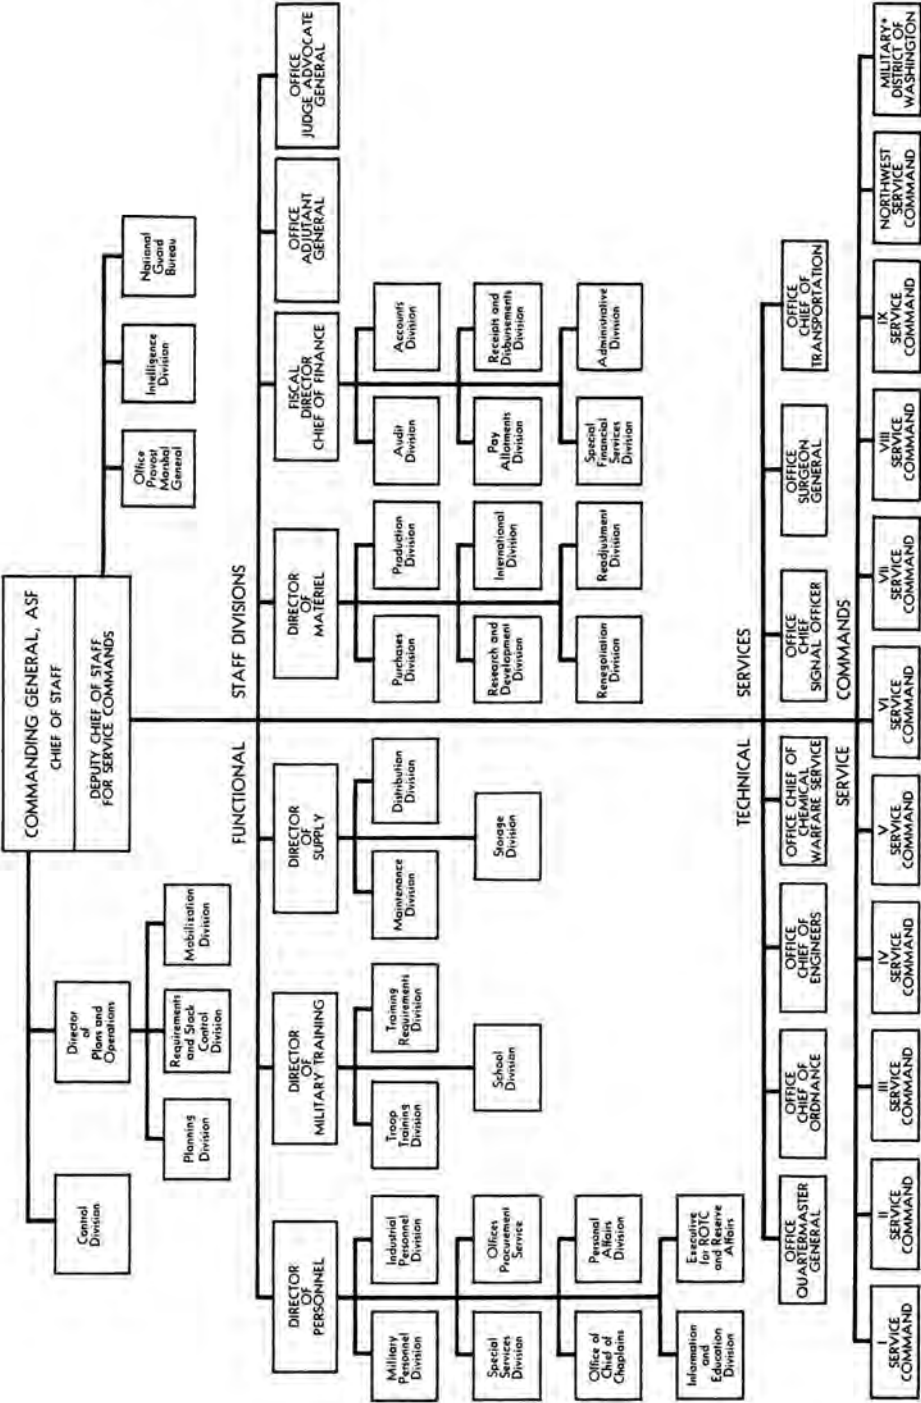 COMMANDING GENERAL, ASF
CHIEF OF STAFF
DEPUTY CHIEF OF STAFF
FOR SERVICE COMMANDS
Control
Division
Director
of
Plans and
Operations
Planning
Division
Requirements
and Stock
Control
Division
Mobilization
Division
Office
Provost
Marshal
General
Intelligence
Division
National
Guard
Bureau
FUNCTIONAL STAFF DIVISIONS
DIRECTOR
OF
PERSONNEL
Military
Personnel
Division
Industrial
Personnel
Division
Special
Services
Division
Offices
Procurement
Service
Office of
Chief of
Chaplains
Personal
Affairs
Division
Information
and
Education
Division
Executive
for ROTC
and Reserve
Affairs
DIRECTOR
OF
MILITARY TRAINING
Troop
Training
Division
Training
Requirements
Division
School
Division
DIRECTOR
OF
SUPPLY
Maintenance
Division
Distribution
Division
Storage
Division
DIRECTOR
OF
MATERIEL
Purchases
Division
Production
Division
Research and
Development
Division
International
Division
Renegotiation
Division
Readjustment
Division
FISCAL
DIRECTOR
CHIEF OF FINANCE
Audit
Division
Accounts
Division
Pay
Allotments
Division
Receipts and
Disbursements
Division
Special
Financial
Services
Division
Administrative
Division
OFFICE
ADJUTANT
GENERAL
OFFICE
JUDGE ADVOCATE
GENERAL
TECHNICAL SERVICES
OFFICE
QUARTERMASTER
GENERAL
OFFICE
CHIEF OF
ORDNANCE
OFFICE
CHIEF OF
ENGINEERS
OFFICE CHIEF OF
CHEMICAL
WARFARE SERVICE
OFFICE
CHIEF
SIGNAL OFFICER
OFFICE
SURGEON
GENERAL
OFFICE
CHIEF OF
TRANSPORTATION
SERVICE COMMANDS
I
SERVICE
COMMAND
II
SERVICE
COMMAND
III
SERVICE
COMMAND
IV
SERVICE
COMMAND
V
SERVICE
COMMAND
VI
SERVICE
COMMAND
VII
SERVICE
COMMAND
VIII
SERVICE
COMMAND
IX
SERVICE
COMMAND
NORTHWEST
SERVICE
COMMAND
MILITARY*
DISTRICT OF
WASHINGTON